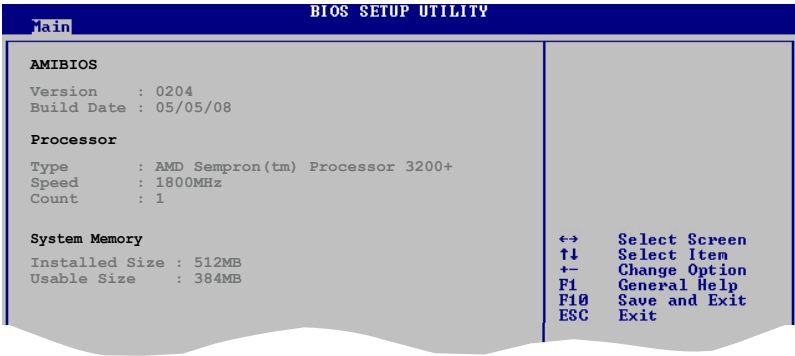 BIOS SETUP UTILITY
Main
AMIBIOS
Version : 0204
Build Date : 05/05/08
Processor
Type : AMD Sempron(tm) Processor 3200+
Speed : 1800MHz
Count : 1
System Memory
Installed Size : 512MB
Usable Size : 384MB
←→ Select Screen
↑↓ Select Item
+- Change Option
F1 General Help
F10 Save and Exit
ESC Exit